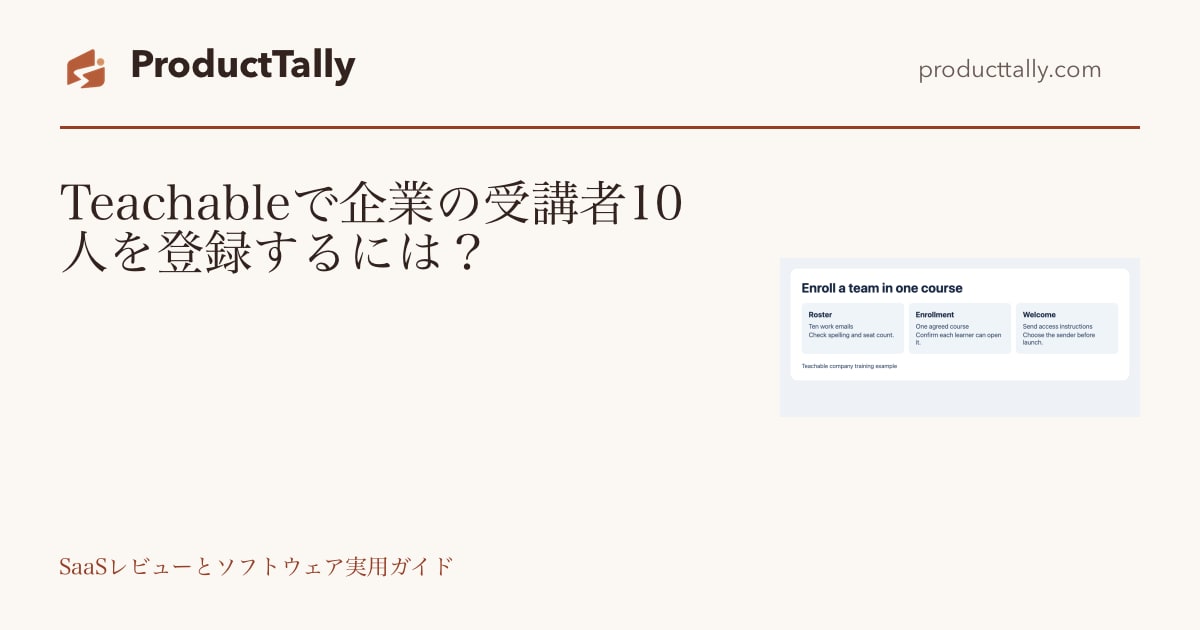 ProductTally
producttally.com
Teachableで企業の受講者10
人を登録するには？
Enroll a team in one course
Roster
Ten work emails
Check spelling and seat count.
Enrollment
One agreed course
Confirm each learner can open
it.
Welcome
Send access instructions
Choose the sender before
launch.
Teachable company training example
SaaSレビューとソフトウェア実用ガイド